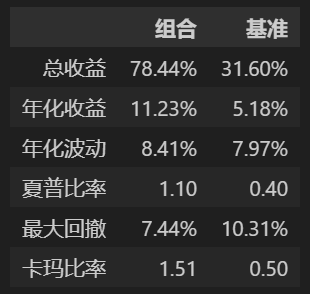 组合 基准
总收益 78.44% 31.60%
年化收益 11.23% 5.18%
年化波动 8.41% 7.97%
夏普比率 1.10 0.40
最大回撤 7.44% 10.31%
卡玛比率 1.51 0.50